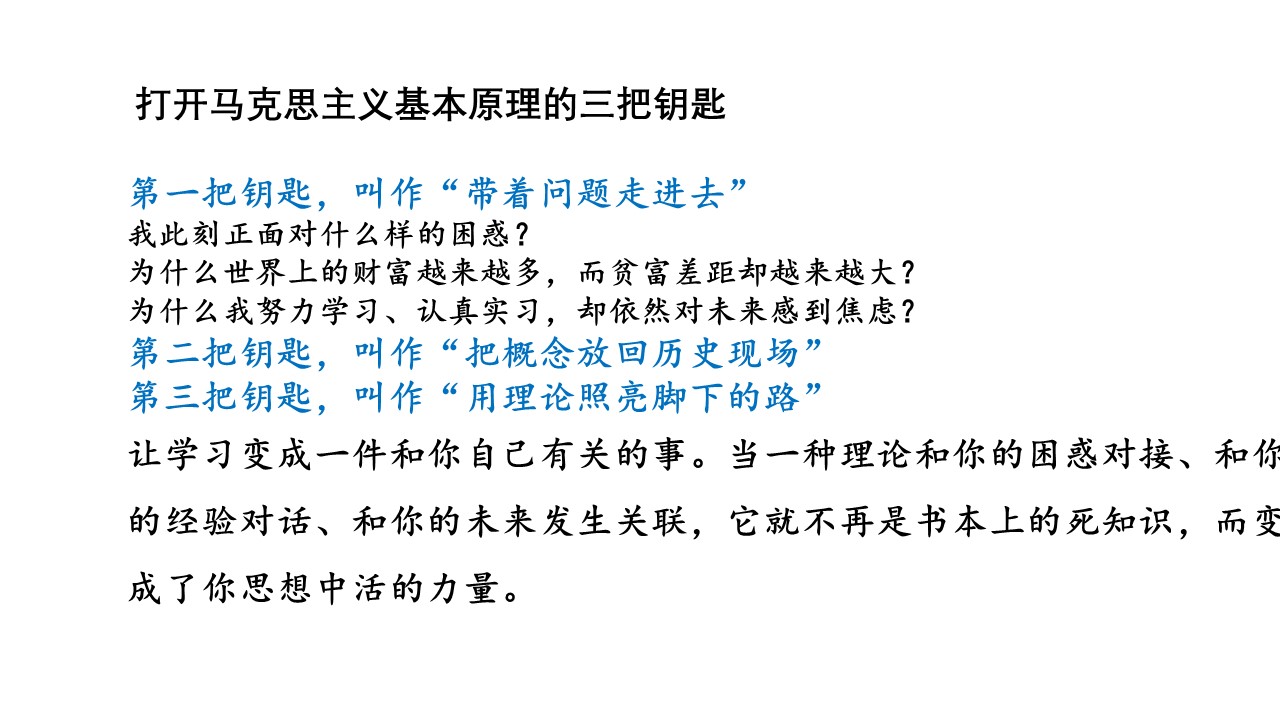 打开马克思主义基本原理的三把钥匙
第一把钥匙，叫作“带着问题走进去”
我此刻正面对什么样的困惑？
为什么世界上的财富越来越多，而贫富差距却越来越大？
为什么我努力学习、认真实习，却依然对未来感到焦虑？
第二把钥匙，叫作“把概念放回历史现场”
第三把钥匙，叫作“用理论照亮脚下的路”
让学习变成一件和你自己有关的事。当一种理论和你的困惑对接、和你
的经验对话、和你的未来发生关联，它就不再是书本上的死知识，而变
成了你思想中活的力量。